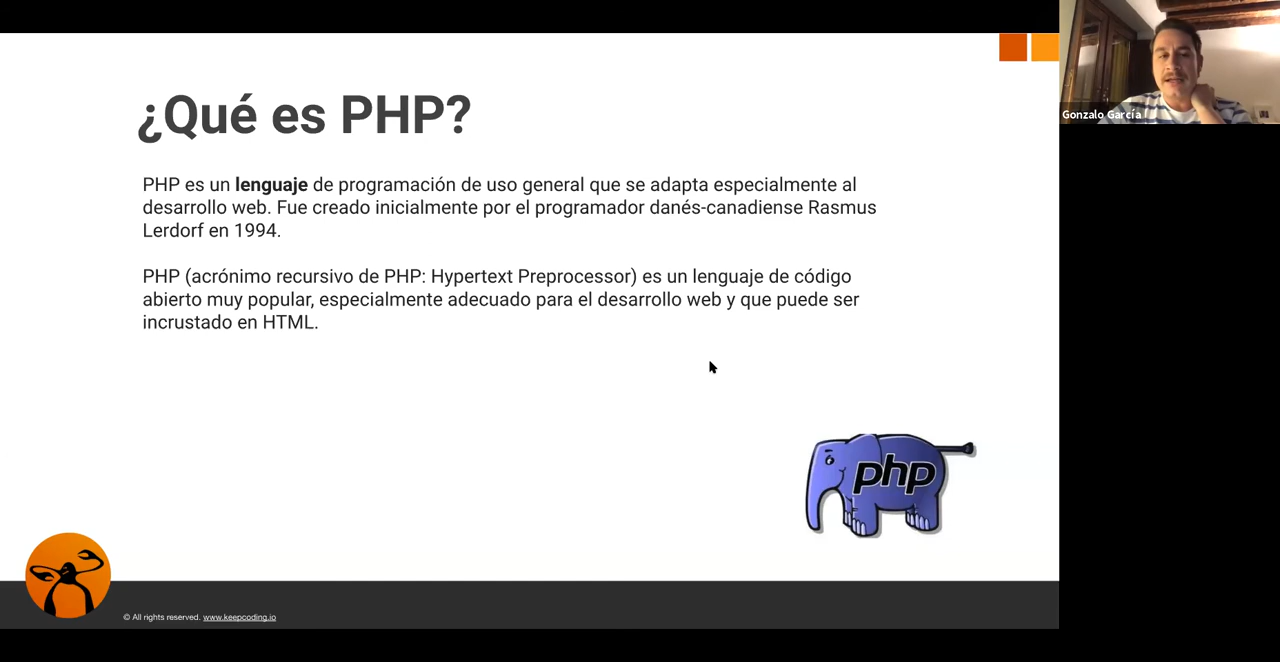 ¿Qué es PHP?
PHP es un lenguaje de programación de uso general que se adapta especialmente al
desarrollo web. Fue creado inicialmente por el programador danés-canadiense Rasmus
Lerdorf en 1994.
PHP (acrónimo recursivo de PHP: Hypertext Preprocessor) es un lenguaje de código
abierto muy popular, especialmente adecuado para el desarrollo web y que puede ser
incrustado en HTML.
php
© All rights reserved. www.keepcoding.io
Gonzalo García